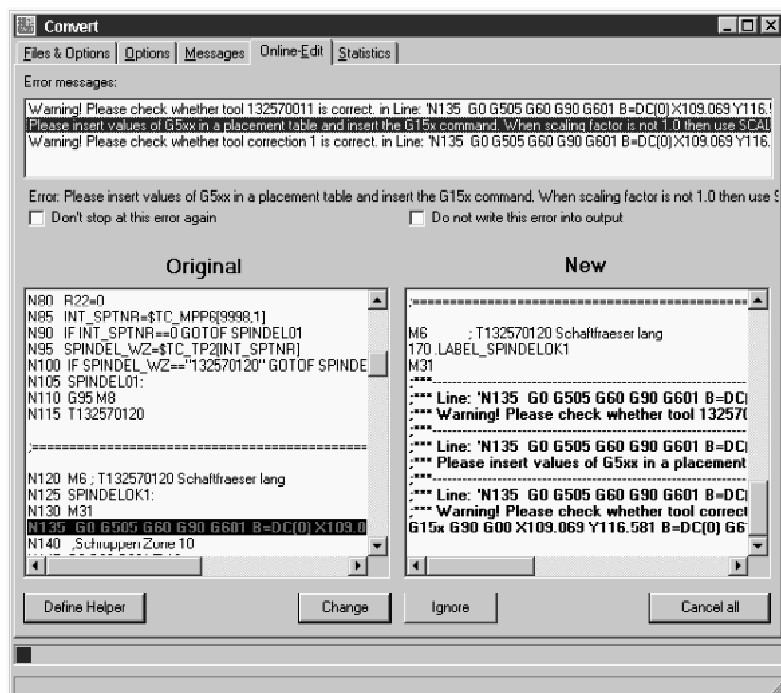 Convert
Files & Options Options Messages Online-Edit Statistics
Error messages:
Warning! Please check whether tool 132570011 is correct. in Line: 'N135 G0 G505 G60 G90 G601 B=DC(0) X109.069 Y116.
Please insert values of G5xx in a placement table and insert the G15x command. When scaling factor is not 1.0 then use SCAL
Warning! Please check whether tool correction 1 is correct. in Line: 'N135 G0 G505 G60 G90 G601 B=DC(0) X109.069 Y116.
Error: Please insert values of G5xx in a placement table and insert the G15x command. When scaling factor is not 1.0 then use S
Don't stop at this error again
Do not write this error into output
Original
N80 R22=0
N85 INT_SPTNR=$TC_MPP6[9998,1]
N90 IF INT_SPTNR==0 GOTOF SPINDEL01
N95 SPINDEL_WZ=$TC_TP2[INT_SPTNR]
N100 IF SPINDEL_WZ=="132570120" GOTOF SPINDE
N105 SPINDEL01:
N110 G95 M8
N115 T132570120
;==============================================
N120 M6 ; T132570120 Schaftfraeser lang
N125 SPINDELOK1:
N130 M31
N135 G0 G505 G60 G90 G601 B=DC(0) X109.0
N140 ;Schruppen Zone 10
New
;==============================================
M6 ; T132570120 Schaftfraeser lang
170 .LABEL_SPINDELOK1
M31
;***----------------------------------------------
;*** Line: 'N135 G0 G505 G60 G90 G601 B=DC(
;*** Warning! Please check whether tool 13257(
;***----------------------------------------------
;*** Line: 'N135 G0 G505 G60 G90 G601 B=DC(
;*** Please insert values of G5xx in a placement
;***----------------------------------------------
;*** Line: 'N135 G0 G505 G60 G90 G601 B=DC(
;*** Warning! Please check whether tool correct
G15x G90 G00 X109.069 Y116.581 B=DC(0) G6
Define Helper
Change
Ignore
Cancel all